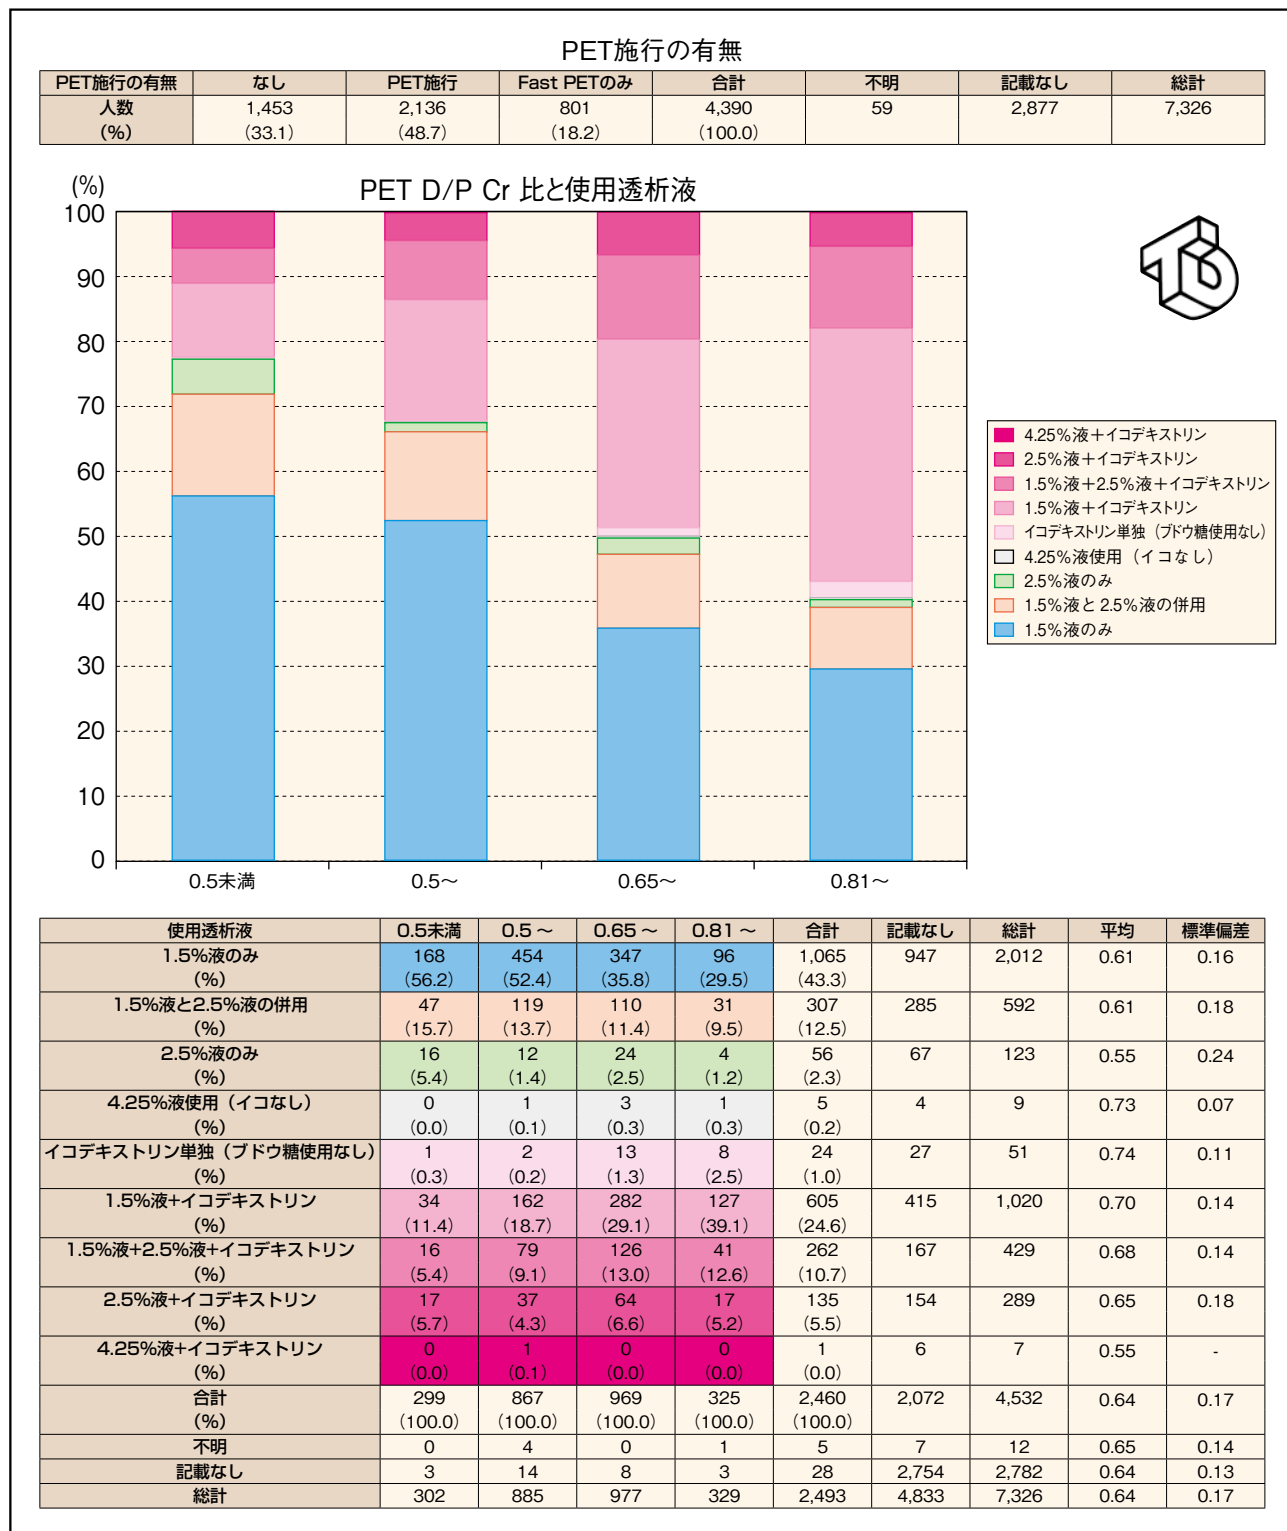 PET施行の有無
PET施行の有無 なし PET施行 Fast PETのみ 合計 不明 記載なし 総計
人数 1,453 2,136 801 4,390 59 2,877 7,326
(%) (33.1) (48.7) (18.2) (100.0)
(%) PET D/P Cr 比と使用透析液
100
90
80
70
60
50
40
30
20
10
0
0.5未満 0.5～ 0.65～ 0.81～
4.25%液＋イコデキストリン
2.5%液＋イコデキストリン
1.5%液＋2.5%液＋イコデキストリン
1.5%液＋イコデキストリン
イコデキストリン単独（ブドウ糖使用なし）
4.25%液使用（イコなし）
2.5%液のみ
1.5%液と 2.5%液の併用
1.5%液のみ
使用透析液 0.5未満 0.5 ～ 0.65 ～ 0.81 ～ 合計 記載なし 総計 平均 標準偏差
1.5%液のみ 168 454 347 96 1,065 947 2,012 0.61 0.16
(%) (56.2) (52.4) (35.8) (29.5) (43.3)
1.5%液と2.5%液の併用 47 119 110 31 307 285 592 0.61 0.18
(%) (15.7) (13.7) (11.4) (9.5) (12.5)
2.5%液のみ 16 12 24 4 56 67 123 0.55 0.24
(%) (5.4) (1.4) (2.5) (1.2) (2.3)
4.25%液使用（イコなし） 0 1 3 1 5 4 9 0.73 0.07
(%) (0.0) (0.1) (0.3) (0.3) (0.2)
イコデキストリン単独（ブドウ糖使用なし） 1 2 13 8 24 27 51 0.74 0.11
(%) (0.3) (0.2) (1.3) (2.5) (1.0)
1.5%液+イコデキストリン 34 162 282 127 605 415 1,020 0.70 0.14
(%) (11.4) (18.7) (29.1) (39.1) (24.6)
1.5%液+2.5%液+イコデキストリン 16 79 126 41 262 167 429 0.68 0.14
(%) (5.4) (9.1) (13.0) (12.6) (10.7)
2.5%液+イコデキストリン 17 37 64 17 135 154 289 0.65 0.18
(%) (5.7) (4.3) (6.6) (5.2) (5.5)
4.25%液+イコデキストリン 0 1 0 0 1 6 7 0.55 -
(%) (0.0) (0.1) (0.0) (0.0) (0.0)
合計 299 867 969 325 2,460 2,072 4,532 0.64 0.17
(%) (100.0) (100.0) (100.0) (100.0) (100.0)
不明 0 4 0 1 5 7 12 0.65 0.14
記載なし 3 14 8 3 28 2,754 2,782 0.64 0.13
総計 302 885 977 329 2,493 4,833 7,326 0.64 0.17